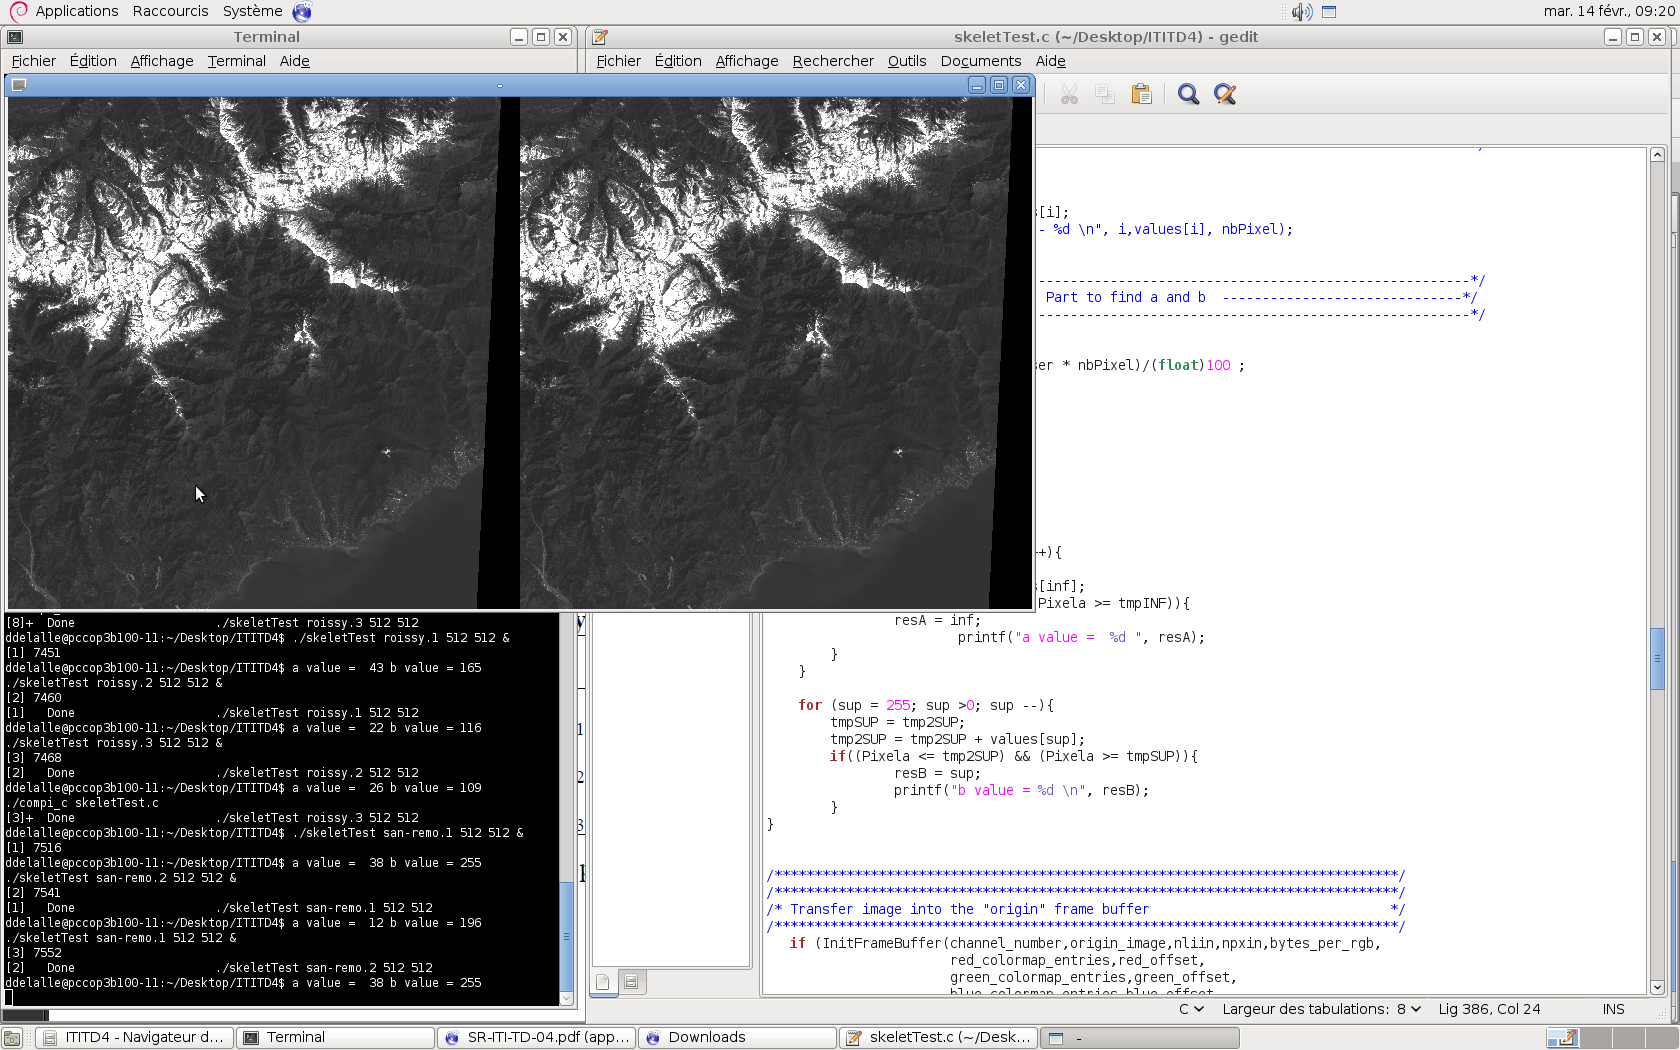 Applications Raccourcis Système mar. 14 févr., 09:20
Terminal
Fichier Édition Affichage Terminal Aide
skeletTest.c (~/Desktop/ITITD4) - gedit
Fichier Édition Affichage Rechercher Outils Documents Aide
-
[i];
- %d \n", i,values[i], nbPixel);
------------------------------------------------------*/
Part to find a and b ------------------------------*/
------------------------------------------------------*/
er * nbPixel)/(float)100 ;
+){
[inf];
Pixela >= tmpINF)){
resA = inf;
printf("a value =  %d ", resA);
}
}
for (sup = 255; sup >0; sup --){
tmpSUP = tmp2SUP;
tmp2SUP = tmp2SUP + values[sup];
if((Pixela <= tmp2SUP) && (Pixela >= tmpSUP)){
resB = sup;
printf("b value = %d \n", resB);
}
}
/******************************************************************************/
/******************************************************************************/
/* Transfer image into the "origin" frame buffer */
/******************************************************************************/
if (InitFrameBuffer(channel_number,origin_image,nliin,npxin,bytes_per_rgb,
red_colormap_entries,red_offset,
green_colormap_entries,green_offset,
blue_colormap_entries,blue_offset
C Largeur des tabulations: 8 Lig 386, Col 24 INS
[8]+  Done ./skeletTest roissy.3 512 512
ddelalle@pccop3b100-11:~/Desktop/ITITD4$ ./skeletTest roissy.1 512 512 &
[1] 7451
ddelalle@pccop3b100-11:~/Desktop/ITITD4$ a value =  43 b value = 165
./skeletTest roissy.2 512 512 &
[2] 7460
[1]   Done ./skeletTest roissy.1 512 512
ddelalle@pccop3b100-11:~/Desktop/ITITD4$ a value =  22 b value = 116
./skeletTest roissy.3 512 512 &
[3] 7468
[2]   Done ./skeletTest roissy.2 512 512
ddelalle@pccop3b100-11:~/Desktop/ITITD4$ a value =  26 b value = 109
./compi_c skeletTest.c
[3]+  Done ./skeletTest roissy.3 512 512
ddelalle@pccop3b100-11:~/Desktop/ITITD4$ ./skeletTest san-remo.1 512 512 &
[1] 7516
ddelalle@pccop3b100-11:~/Desktop/ITITD4$ a value =  38 b value = 255
./skeletTest san-remo.2 512 512 &
[2] 7541
[1]   Done ./skeletTest san-remo.1 512 512
ddelalle@pccop3b100-11:~/Desktop/ITITD4$ a value =  12 b value = 196
./skeletTest san-remo.1 512 512 &
[3] 7552
[2]   Done ./skeletTest san-remo.2 512 512
ddelalle@pccop3b100-11:~/Desktop/ITITD4$ a value =  38 b value = 255
1
2
3
ITITD4 - Navigateur d... Terminal SR-ITI-TD-04.pdf (app... Downloads skeletTest.c (~/Desk... -